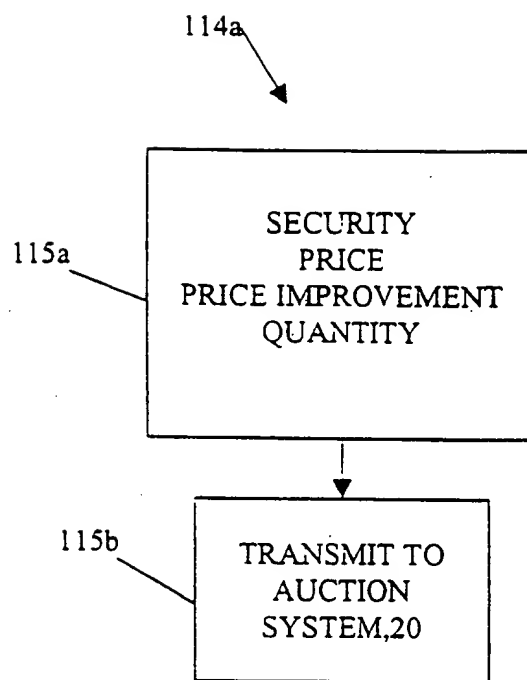 114a
115a
SECURITY
PRICE
PRICE IMPROVEMENT
QUANTITY
115b
TRANSMIT TO
AUCTION
SYSTEM,20